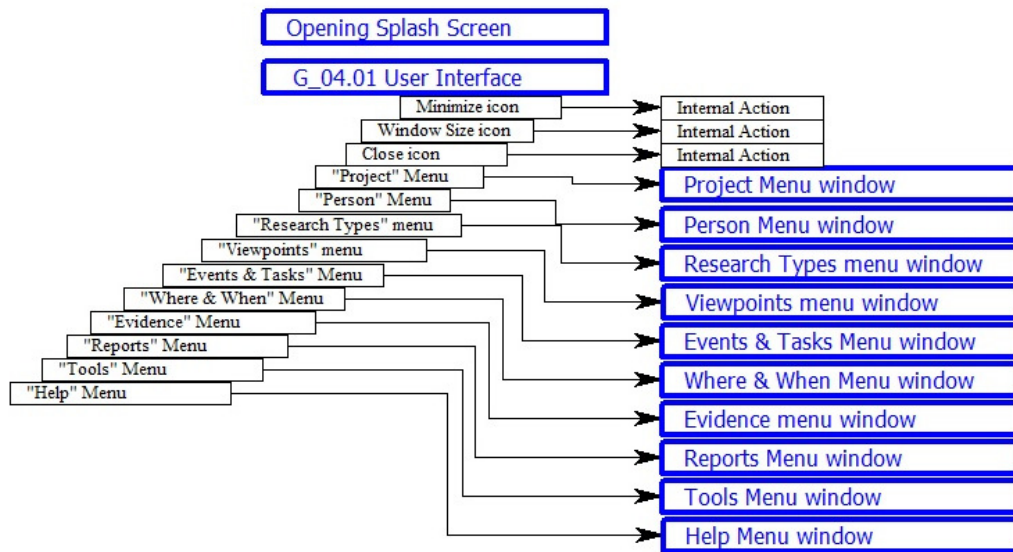 Opening Splash Screen
G_04.01 User Interface
Minimize icon
Internal Action
Window Size icon
Internal Action
Close icon
Internal Action
"Project" Menu
Project Menu window
"Person" Menu
Person Menu window
"Research Types" menu
Research Types menu window
"Viewpoints" menu
Viewpoints menu window
"Events & Tasks" Menu
Events & Tasks Menu window
"Where & When" Menu
Where & When Menu window
"Evidence" Menu
Evidence menu window
"Reports" Menu
Reports Menu window
"Tools" Menu
Tools Menu window
"Help" Menu
Help Menu window